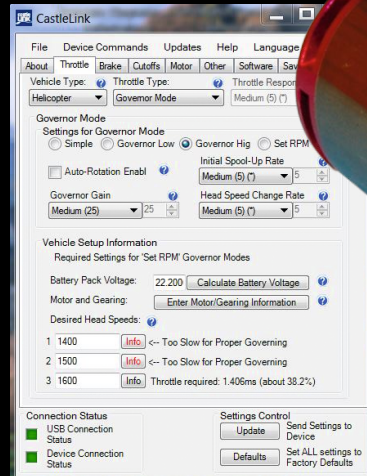 CastleLink
File Device Commands Updates Help Language
About Throttle Brake Cutoffs Motor Other Software
Vehicle Type: Throttle Type: Throttle
Helicopter Governor Mode Medium (5) (*)
Governor Mode
Settings for Governor Mode
Simple Governor Low Governor Hig Set RPM
Auto-Rotation Enabl
Initial Spool-Up Rate
Medium (5) (*) 5
Governor Gain Head Speed Change Rate
Medium (25) 25 Medium (5) (*) 5
Vehicle Setup Information
Required Settings for 'Set RPM' Governor Modes
Battery Pack Voltage: 22.200 Calculate Battery Voltage
Motor and Gearing: Enter Motor/Gearing Information
Desired Head Speeds:
1 1400 Info <-- Too Slow for Proper Governing
2 1500 Info <-- Too Slow for Proper Governing
3 1600 Info Throttle required: 1.406ms (about 38.2%)
Connection Status Settings Control
USB Connection Status
Update Send Settings to Device
Device Connection Status
Defaults Set ALL settings to Factory Defaults